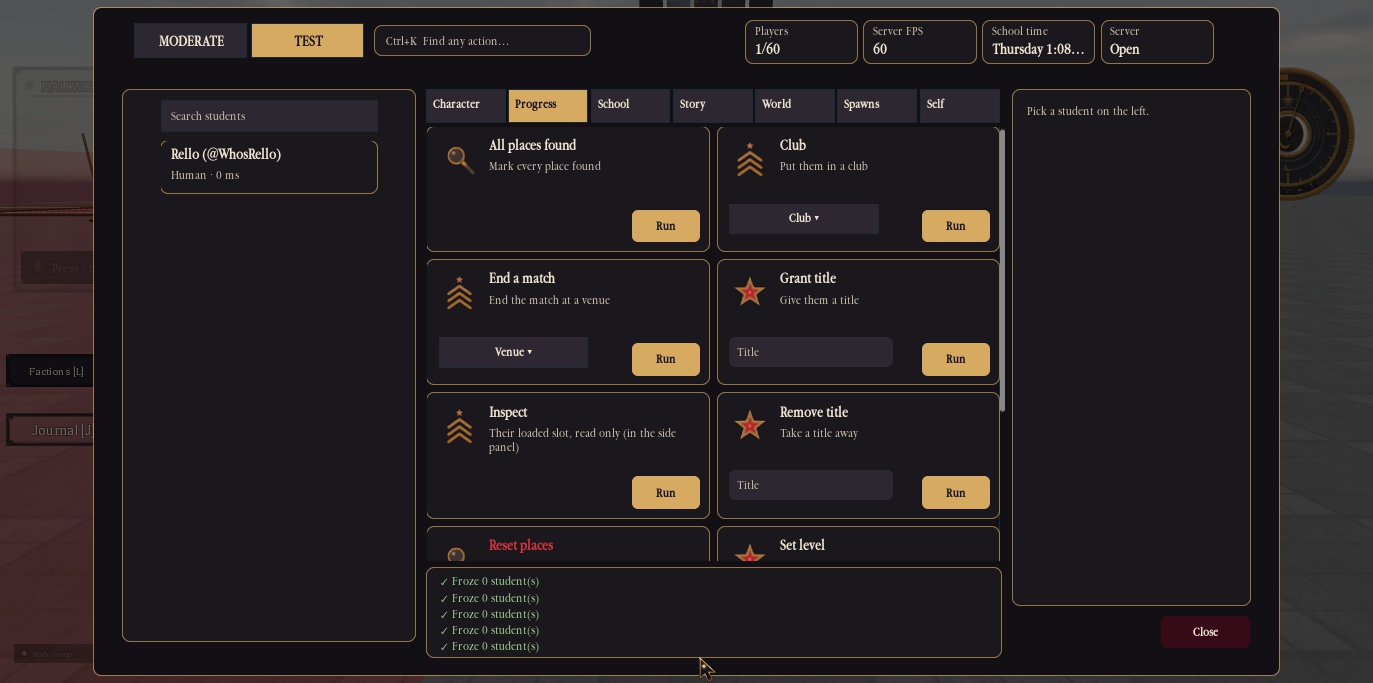 MODERATE
TEST
Ctrl+K Find any action...
Players
1/60
Server FPS
60
School time
Thursday 1:08...
Server
Open
Search students
Rello (@WhosRello)
Human · 0 ms
Character
Progress
School
Story
World
Spawns
Self
All places found
Mark every place found
Run
Club
Put them in a club
Club ▾
Run
End a match
End the match at a venue
Venue ▾
Run
Grant title
Give them a title
Title
Run
Inspect
Their loaded slot, read only (in the side
panel)
Run
Remove title
Take a title away
Title
Run
Reset places
Set level
✓ Froze 0 student(s)
✓ Froze 0 student(s)
✓ Froze 0 student(s)
✓ Froze 0 student(s)
✓ Froze 0 student(s)
Pick a student on the left.
Close
Press
Factions [L]
Journal [J]
Study Group